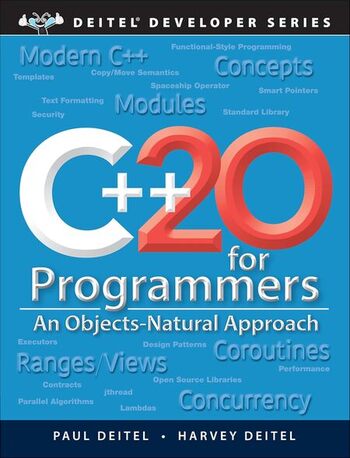 DEITEL® DEVELOPER SERIES
Modern C++
Functional-Style Programming
Concepts
Templates
Copy/Move Semantics
Spaceship Operator
Smart Pointers
Text Formatting
Modules
Security
Standard Library
C++20
for
Programmers
An Objects-Natural Approach
Executors
Design Patterns
Coroutines
Ranges/Views
Performance
Contracts
jthread
Open Source Libraries
Parallel Algorithms
Lambdas
Concurrency
PAUL DEITEL • HARVEY DEITEL